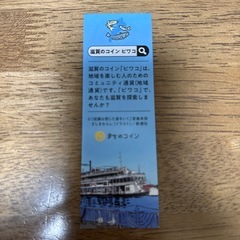 滋賀のコイン ビワコ
滋賀のコイン「ビワコ」は、
地域を楽しむ人のための
コミュニティ通貨(地域
通貨)です。「ビワコ」で、
あなたも滋賀を探索しま
せんか?
まちのコイン